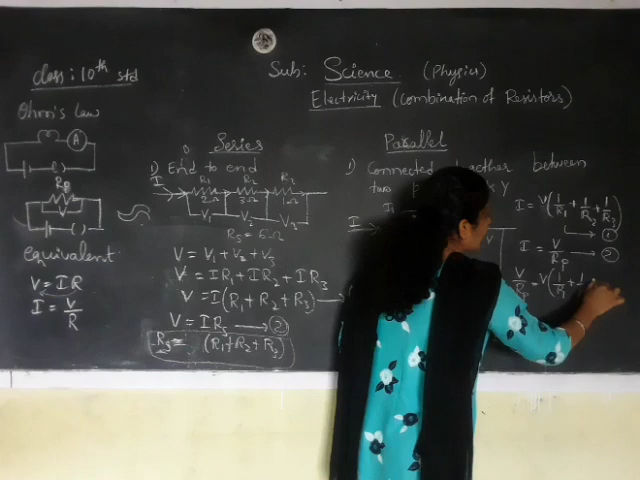 class: 10th std
Sub: Science (Physics)
Electricity (combination of Resistors)
Ohm's law
A
equivalent
V = IR
I = V/R
Series
1) End to end
I R1 R2 R3
2Ω 3Ω 1Ω
V1 V2 V3
Rs = 6Ω
V = V1 + V2 + V3
V = IR1 + IR2 + IR3
V = I(R1 + R2 + R3)
V = IRs → 2
Rs = (R1 + R2 + R3)
Parallel
1) Connected together between
two
Y
I
V
I = V(1/R1 + 1/R2 + 1/R3)
→ 1
I = V/Rp → 2
V/Rp = V(1/R1 + 1